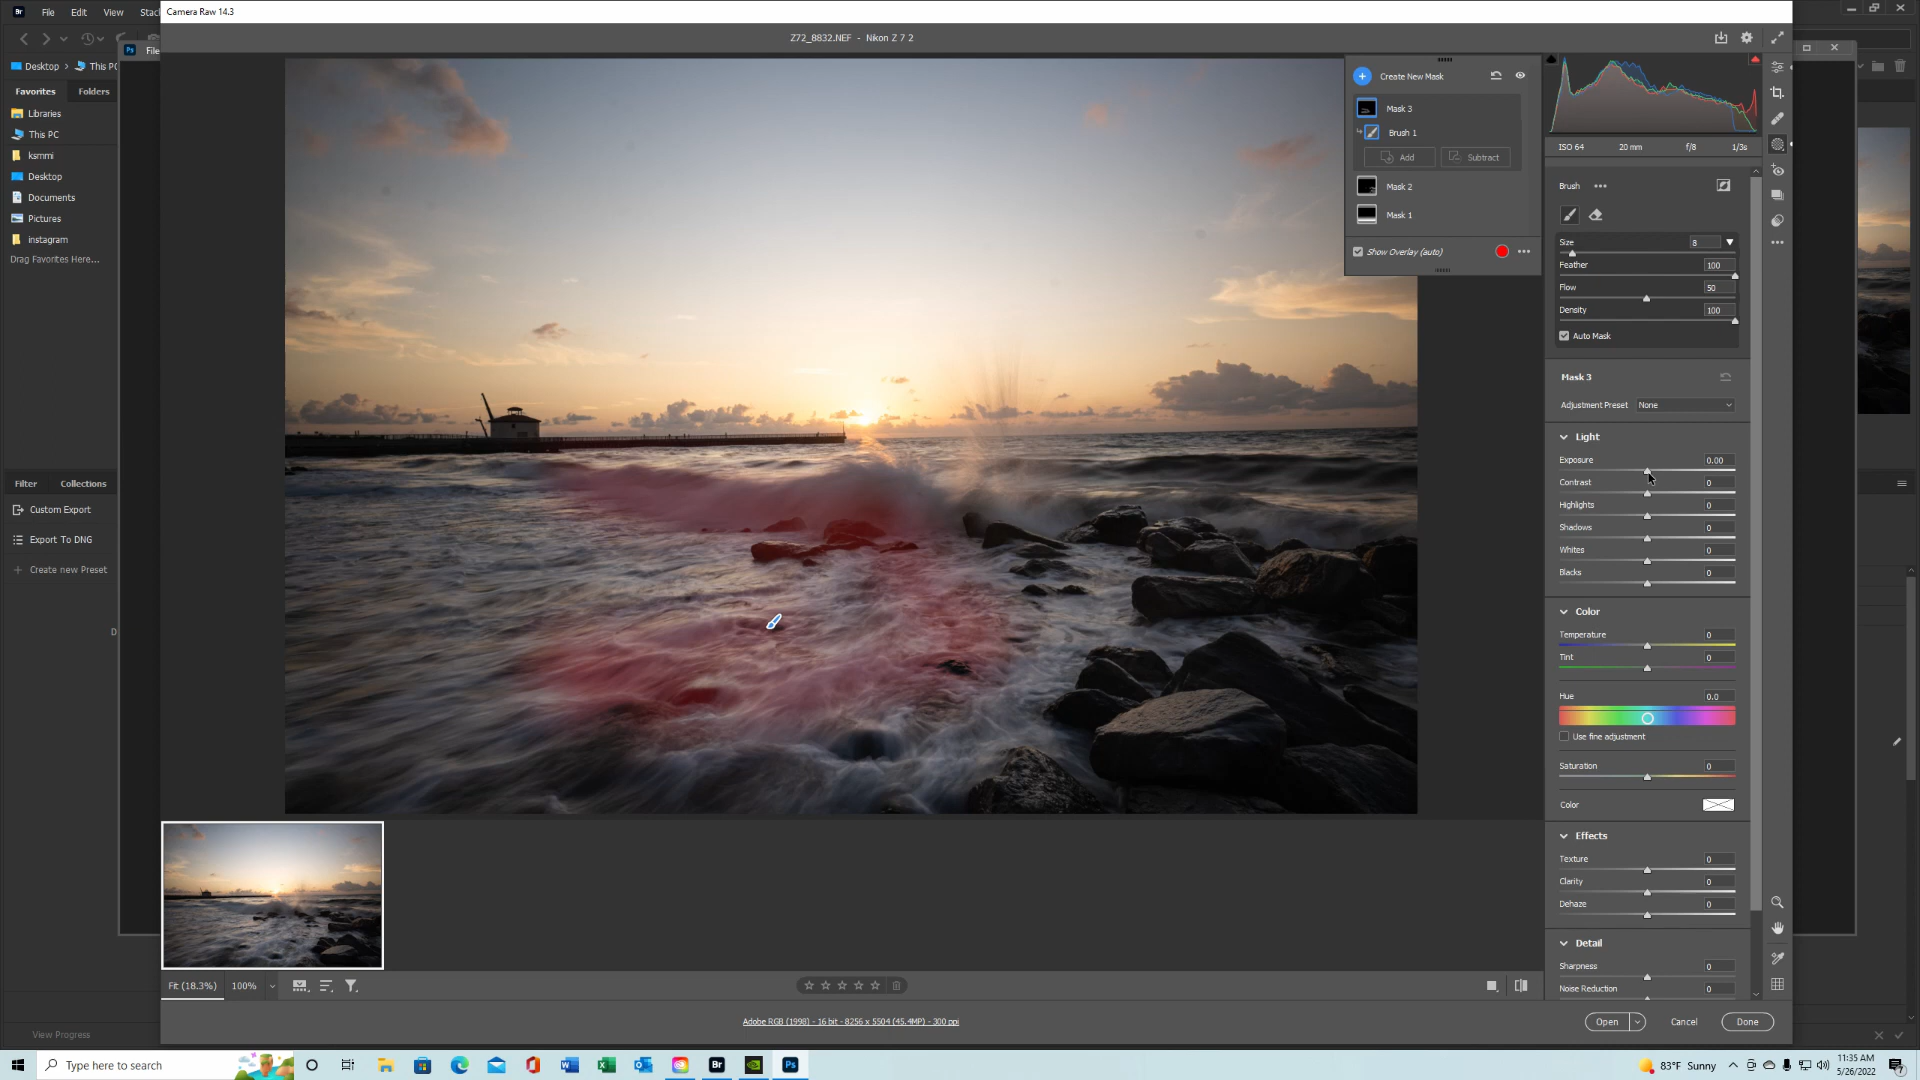 Br File Edit View Stac
Camera Raw 14.3
Ps File
Z72_8832.NEF - Nikon Z 7 2
Desktop > This PC
Favorites Folders
Libraries
This PC
ksmmi
Desktop
Documents
Pictures
instagram
Drag Favorites Here...
Filter Collections
Custom Export
Export To DNG
Create new Preset
D
View Progress
Create New Mask
Mask 3
Brush 1
Add Subtract
Mask 2
Mask 1
Show Overlay (auto)
ISO 64 20 mm f/8 1/3s
Brush
Size 8
Feather 100
Flow 50
Density 100
Auto Mask
Mask 3
Adjustment Preset None
Light
Exposure 0.00
Contrast 0
Highlights 0
Shadows 0
Whites 0
Blacks 0
Color
Temperature 0
Tint 0
Hue 0.0
Use fine adjustment
Saturation 0
Color
Effects
Texture 0
Clarity 0
Dehaze 0
Detail
Sharpness 0
Noise Reduction 0
Fit (18.3%) 100%
Adobe RGB (1998) - 16 bit - 8256 x 5504 (45.4MP) - 300 ppi
Open Cancel Done
Type here to search
Br Ps
83°F Sunny
11:35 AM
5/26/2022
7